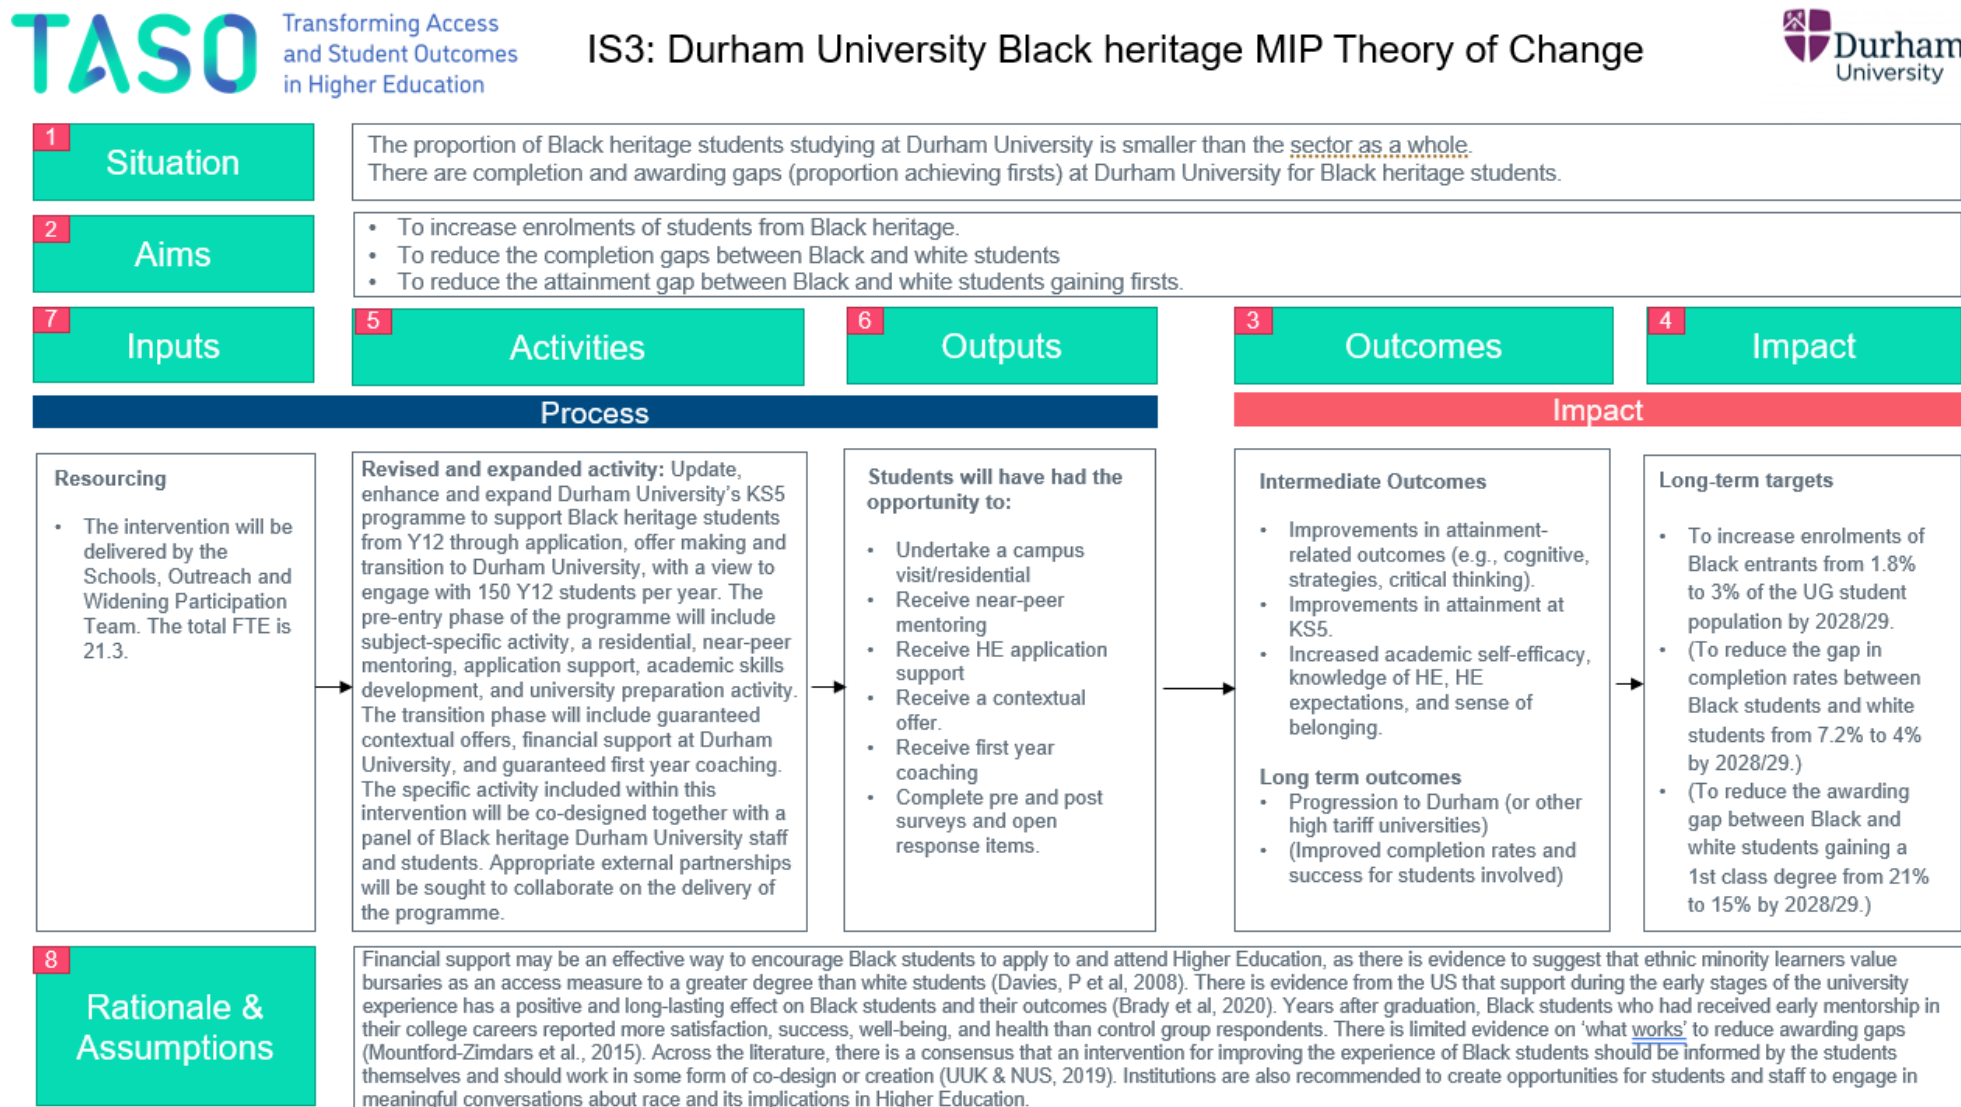 TASO
Transforming Access
and Student Outcomes
in Higher Education
IS3: Durham University Black heritage MIP Theory of Change
Durham
University
1
Situation
The proportion of Black heritage students studying at Durham University is smaller than the sector as a whole.
There are completion and awarding gaps (proportion achieving firsts) at Durham University for Black heritage students.
2
Aims
• To increase enrolments of students from Black heritage.
• To reduce the completion gaps between Black and white students
• To reduce the attainment gap between Black and white students gaining firsts.
7
Inputs
5
Activities
6
Outputs
3
Outcomes
4
Impact
Process
Impact
Resourcing
• The intervention will be
delivered by the
Schools, Outreach and
Widening Participation
Team. The total FTE is
21.3.
Revised and expanded activity: Update,
enhance and expand Durham University's KS5
programme to support Black heritage students
from Y12 through application, offer making and
transition to Durham University, with a view to
engage with 150 Y12 students per year. The
pre-entry phase of the programme will include
subject-specific activity, a residential, near-peer
mentoring, application support, academic skills
development, and university preparation activity.
The transition phase will include guaranteed
contextual offers, financial support at Durham
University, and guaranteed first year coaching.
The specific activity included within this
intervention will be co-designed together with a
panel of Black heritage Durham University staff
and students. Appropriate external partnerships
will be sought to collaborate on the delivery of
the programme.
Students will have had the
opportunity to:
• Undertake a campus
visit/residential
• Receive near-peer
mentoring
• Receive HE application
support
• Receive a contextual
offer.
• Receive first year
coaching
• Complete pre and post
surveys and open
response items.
Intermediate Outcomes
• Improvements in attainment-
related outcomes (e.g., cognitive,
strategies, critical thinking).
• Improvements in attainment at
KS5.
• Increased academic self-efficacy,
knowledge of HE, HE
expectations, and sense of
belonging.
Long term outcomes
• Progression to Durham (or other
high tariff universities)
• (Improved completion rates and
success for students involved)
Long-term targets
• To increase enrolments of
Black entrants from 1.8%
to 3% of the UG student
population by 2028/29.
• (To reduce the gap in
completion rates between
Black students and white
students from 7.2% to 4%
by 2028/29.)
• (To reduce the awarding
gap between Black and
white students gaining a
1st class degree from 21%
to 15% by 2028/29.)
8
Rationale &
Assumptions
Financial support may be an effective way to encourage Black students to apply to and attend Higher Education, as there is evidence to suggest that ethnic minority learners value
bursaries as an access measure to a greater degree than white students (Davies, P et al, 2008). There is evidence from the US that support during the early stages of the university
experience has a positive and long-lasting effect on Black students and their outcomes (Brady et al, 2020). Years after graduation, Black students who had received early mentorship in
their college careers reported more satisfaction, success, well-being, and health than control group respondents. There is limited evidence on 'what works' to reduce awarding gaps
(Mountford-Zimdars et al., 2015). Across the literature, there is a consensus that an intervention for improving the experience of Black students should be informed by the students
themselves and should work in some form of co-design or creation (UUK & NUS, 2019). Institutions are also recommended to create opportunities for students and staff to engage in
meaningful conversations about race and its implications in Higher Education.